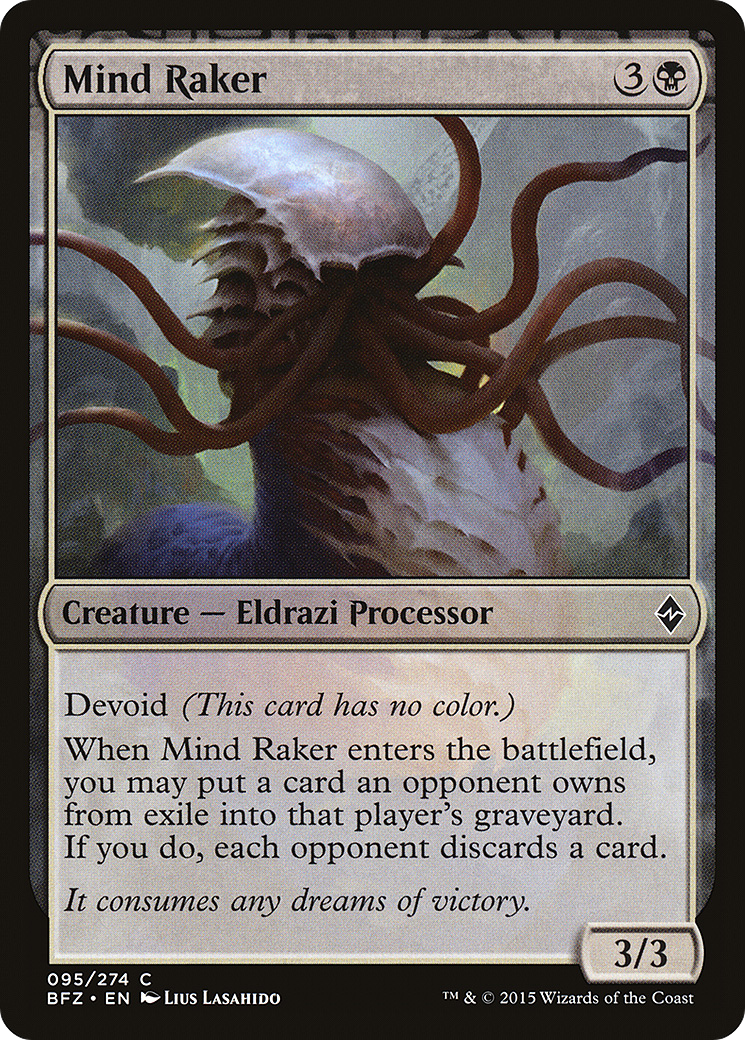 Mind Raker 3
Creature — Eldrazi Processor
Devoid (This card has no color.)
When Mind Raker enters the battlefield,
you may put a card an opponent owns
from exile into that player's graveyard.
If you do, each opponent discards a card.
It consumes any dreams of victory.
3/3
095/274 C
BFZ • EN Lius Lasahido
™ & © 2015 Wizards of the Coast